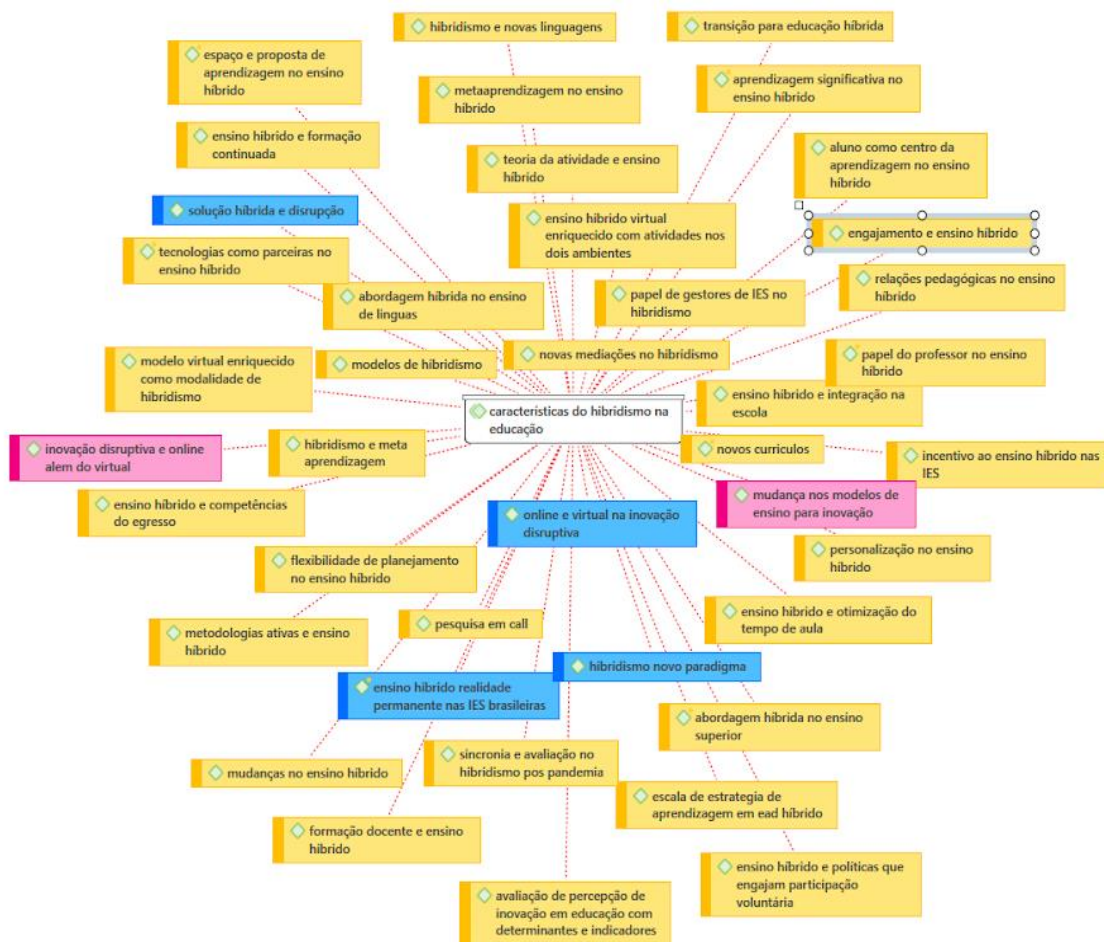 hibridismo e novas linguagens
transição para educação híbrida
espaço e proposta de
aprendizagem no ensino
híbrido
metaaprendizagem no ensino
híbrido
aprendizagem significativa no
ensino híbrido
ensino híbrido e formação
continuada
teoria da atividade e ensino
híbrido
aluno como centro da
aprendizagem no ensino
híbrido
solução híbrida e disrupção
ensino híbrido virtual
enriquecido com atividades nos
dois ambientes
engajamento e ensino híbrido
tecnologias como parceiras no
ensino híbrido
abordagem híbrida no ensino
de linguas
papel de gestores de IES no
hibridismo
relações pedagógicas no ensino
híbrido
modelo virtual enriquecido
como modalidade de
hibridismo
modelos de hibridismo
novas mediações no hibridismo
papel do professor no ensino
híbrido
características do hibridismo na
educação
ensino híbrido e integração na
escola
inovação disruptiva e online
alem do virtual
hibridismo e meta
aprendizagem
novos curriculos
incentivo ao ensino híbrido nas
IES
ensino híbrido e competências
do egresso
online e virtual na inovação
disruptiva
mudança nos modelos de
ensino para inovação
flexibilidade de planejamento
no ensino híbrido
personalização no ensino
híbrido
metodologias ativas e ensino
híbrido
pesquisa em call
ensino híbrido e otimização do
tempo de aula
hibridismo novo paradigma
ensino híbrido realidade
permanente nas IES brasileiras
abordagem híbrida no ensino
superior
mudanças no ensino híbrido
sincronia e avaliação no
hibridismo pos pandemia
escala de estrategia de
aprendizagem em ead híbrido
formação docente e ensino
híbrido
ensino híbrido e políticas que
engajam participação
voluntária
avaliação de percepção de
inovação em educação com
determinantes e indicadores